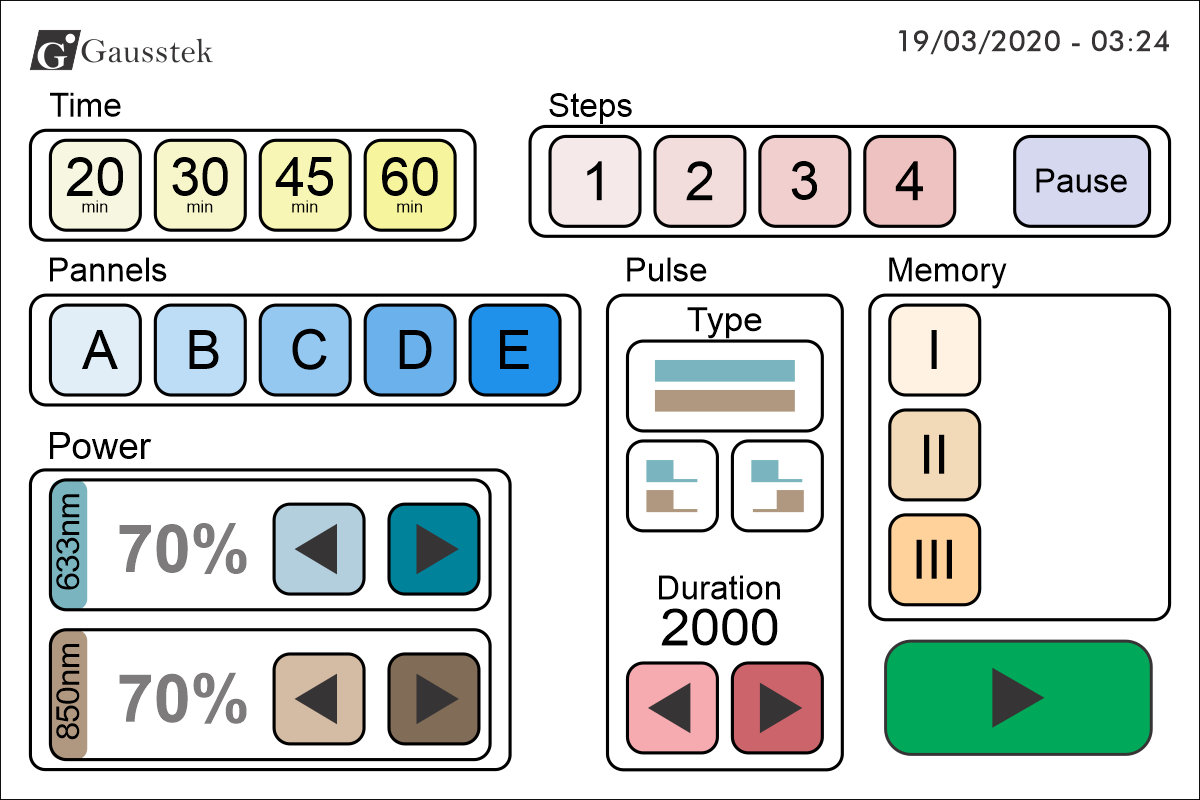 Gausstek
19/03/2020 - 03:24
Time
20 min
30 min
45 min
60 min
Steps
1
2
3
4
Pause
Pannels
A
B
C
D
E
Pulse
Type
Duration
2000
Memory
I
II
III
Power
633nm
70%
850nm
70%